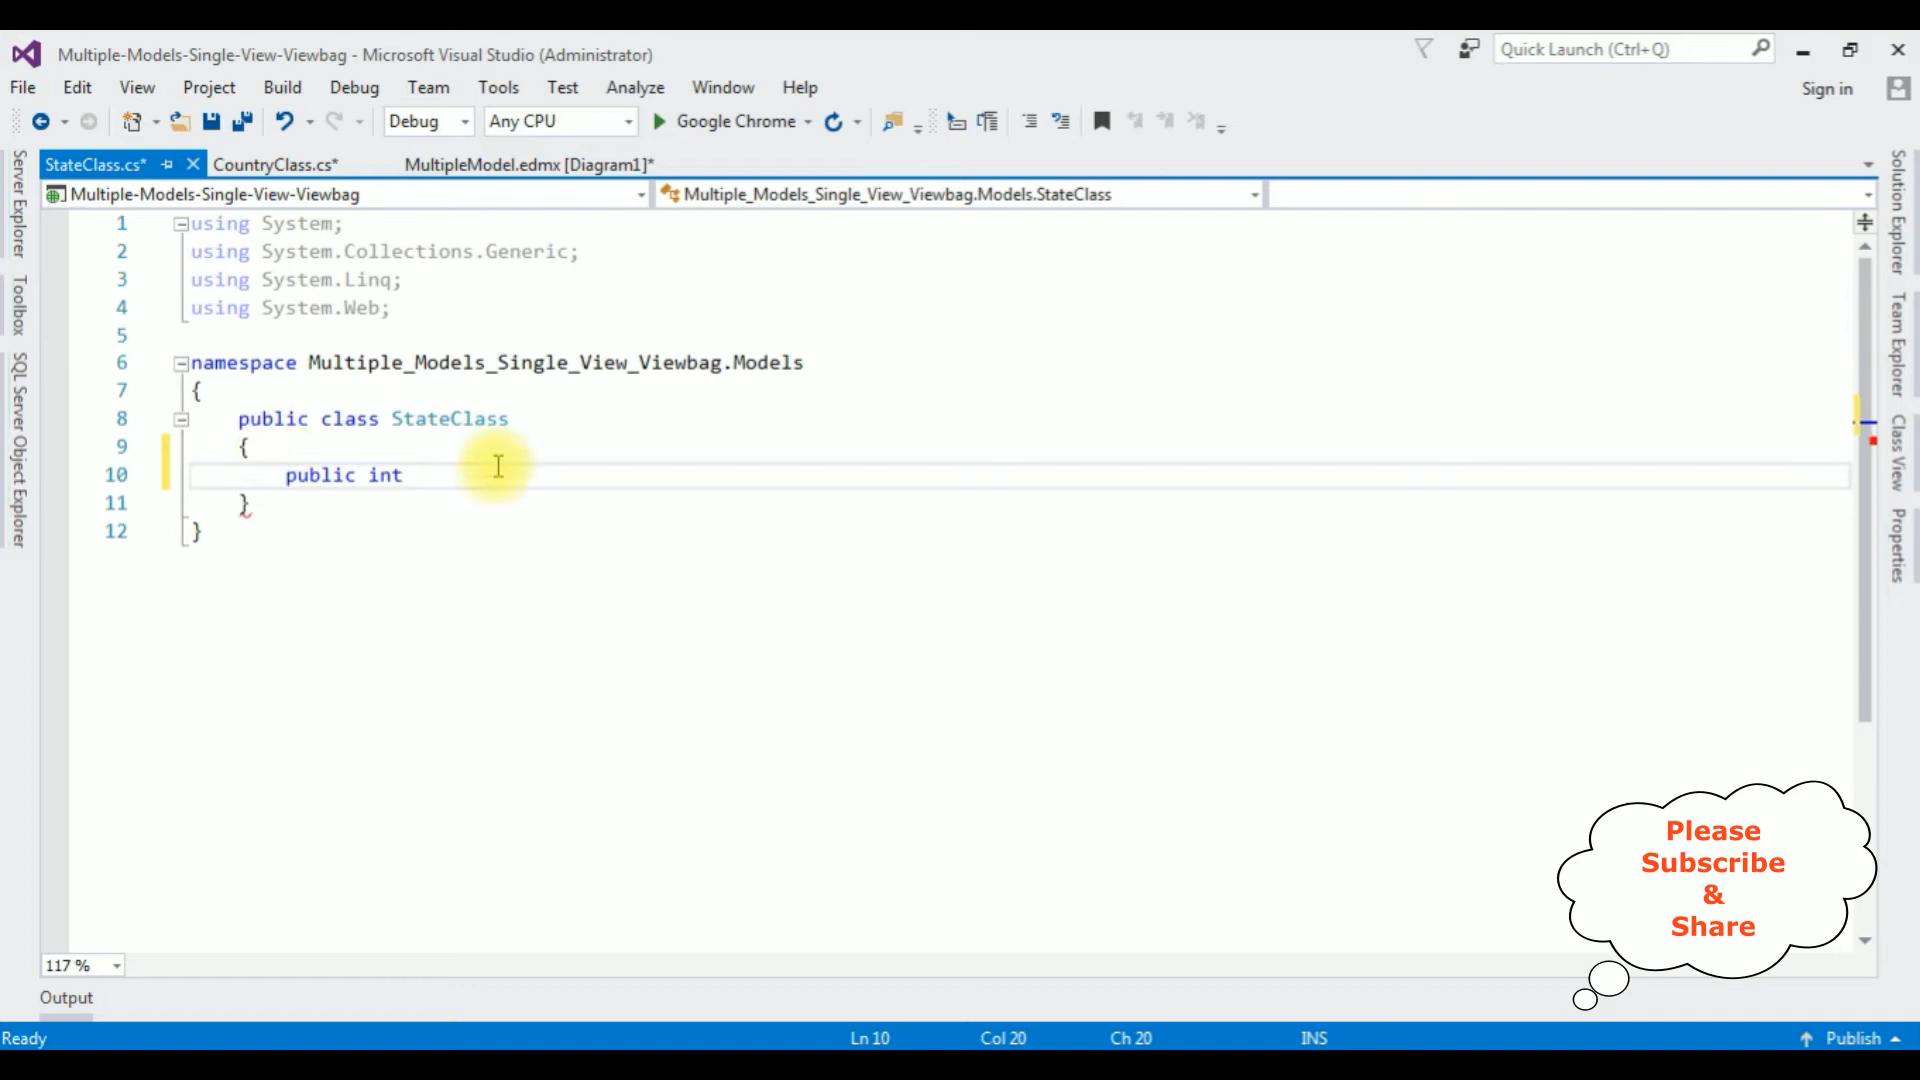 Multiple-Models-Single-View-Viewbag - Microsoft Visual Studio (Administrator)
Quick Launch (Ctrl+Q)
File Edit View Project Build Debug Team Tools Test Analyze Window Help
Sign in
Debug Any CPU Google Chrome
StateClass.cs* CountryClass.cs* MultipleModel.edmx [Diagram1]*
Multiple-Models-Single-View-Viewbag Multiple_Models_Single_View_Viewbag.Models.StateClass
Server Explorer
Toolbox
SQL Server Object Explorer
1 using System;
2 using System.Collections.Generic;
3 using System.Linq;
4 using System.Web;
5
6 namespace Multiple_Models_Single_View_Viewbag.Models
7 {
8 public class StateClass
9 {
10 public int
11 }
12 }
Solution Explorer
Team Explorer
Class View
Properties
Please
Subscribe
&
Share
117 %
Output
Ready Ln 10 Col 20 Ch 20 INS Publish